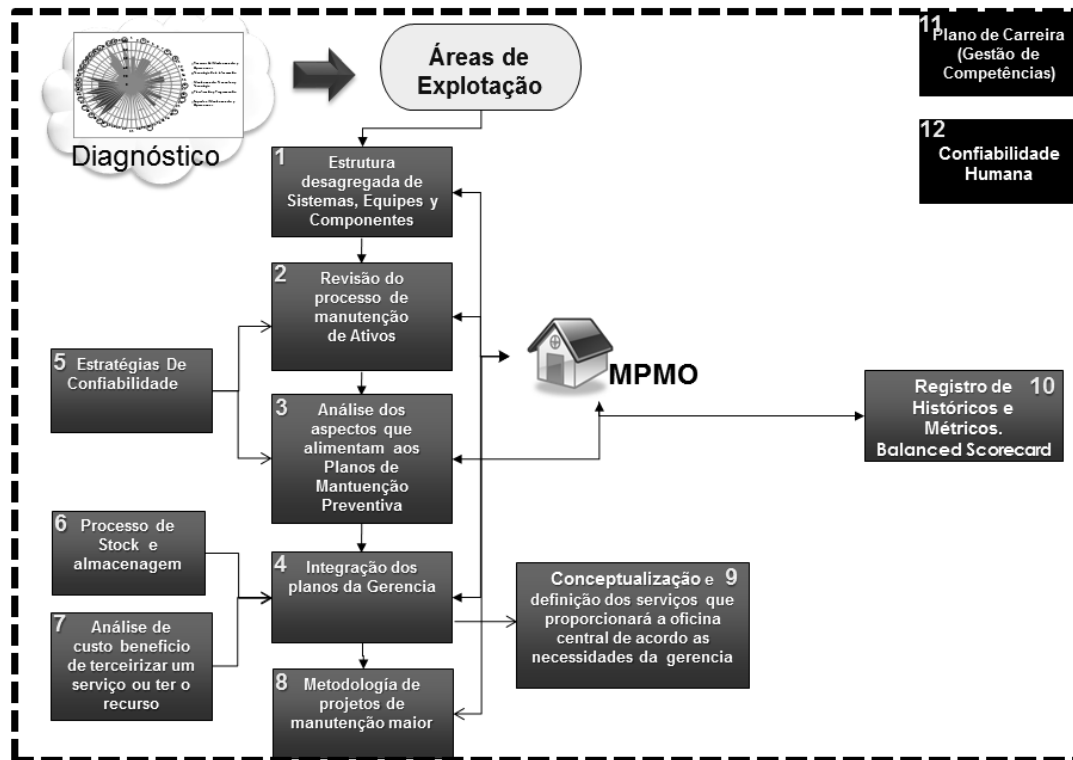 Diagnóstico
Áreas de
Explotação
1
Estrutura
desagregada de
Sistemas, Equipes y
Componentes
2
Revisão do
processo de
manutenção
de Ativos
5
Estratégias De
Confiabilidade
3
Análise dos
aspectos que
alimentam aos
Planos de
Mantuenção
Preventiva
6
Processo de
Stock e
almacenagem
4
Integração dos
planos da Gerencia
7
Análise de
custo beneficio
de terceirizar um
serviço ou ter o
recurso
8
Metodología de
projetos de
manutenção maior
MPMO
Conceptualização e 9
definição dos serviços que
proporcionará a oficina
central de acordo as
necessidades da gerencia
Registro de 10
Históricos e
Métricos.
Balanced Scorecard
11
Plano de Carreira
(Gestão de
Competências)
12
Confiabilidade
Humana